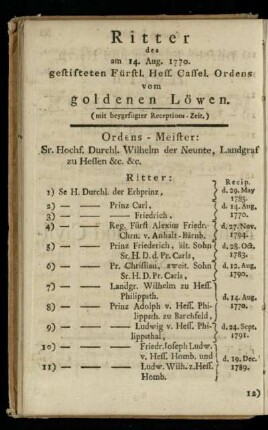 Ritter
des
am 14. Aug. 1770.
gestifteten Fürstl. Hess. Cassel. Ordens
vom
goldenen Löwen.
(mit beygefügter Receptions-Zeit.)
Ordens-Meister:
Sr. Hochf. Durchl. Wilhelm der Neunte, Landgraf
zu Hessen &c. &c.
Ritter:
Recip.
1) Se H. Durchl. der Erbprinz, d. 29. May
1785.
2) — — Prinz Carl, d. 14. Aug.
3) — — — Friedrich, 1770.
4) — — Reg. Fürst Alexius Friedr. d. 27. Nov.
Chrn. v. Anhalt-Bärnb. 1794.
5) — — Prinz Friederich, ält. Sohn d. 28. Oct.
Sr. H. D. d. Pr. Carls, 1783.
6) — — Pr. Christian, zweit. Sohn d. 12. Sept.
Sr. H. D. Pr. Carls, 1790.
7) — — Landgr. Wilhelm zu Hess.
Philippsth. d. 14. Aug.
8) — — Prinz Adolph v. Hess. Phi- 1770.
lippsth. zu Barchfeld,
9) — — — Ludwig v. Hess. Phi- d. 24. Sept.
lippsthal, 1791.
10) — — — Friedr. Joseph Ludw.
v. Hess. Homb. und d. 19. Dec.
11) — — — Ludw. Wilh. z. Hess. 1789.
Homb.
12)